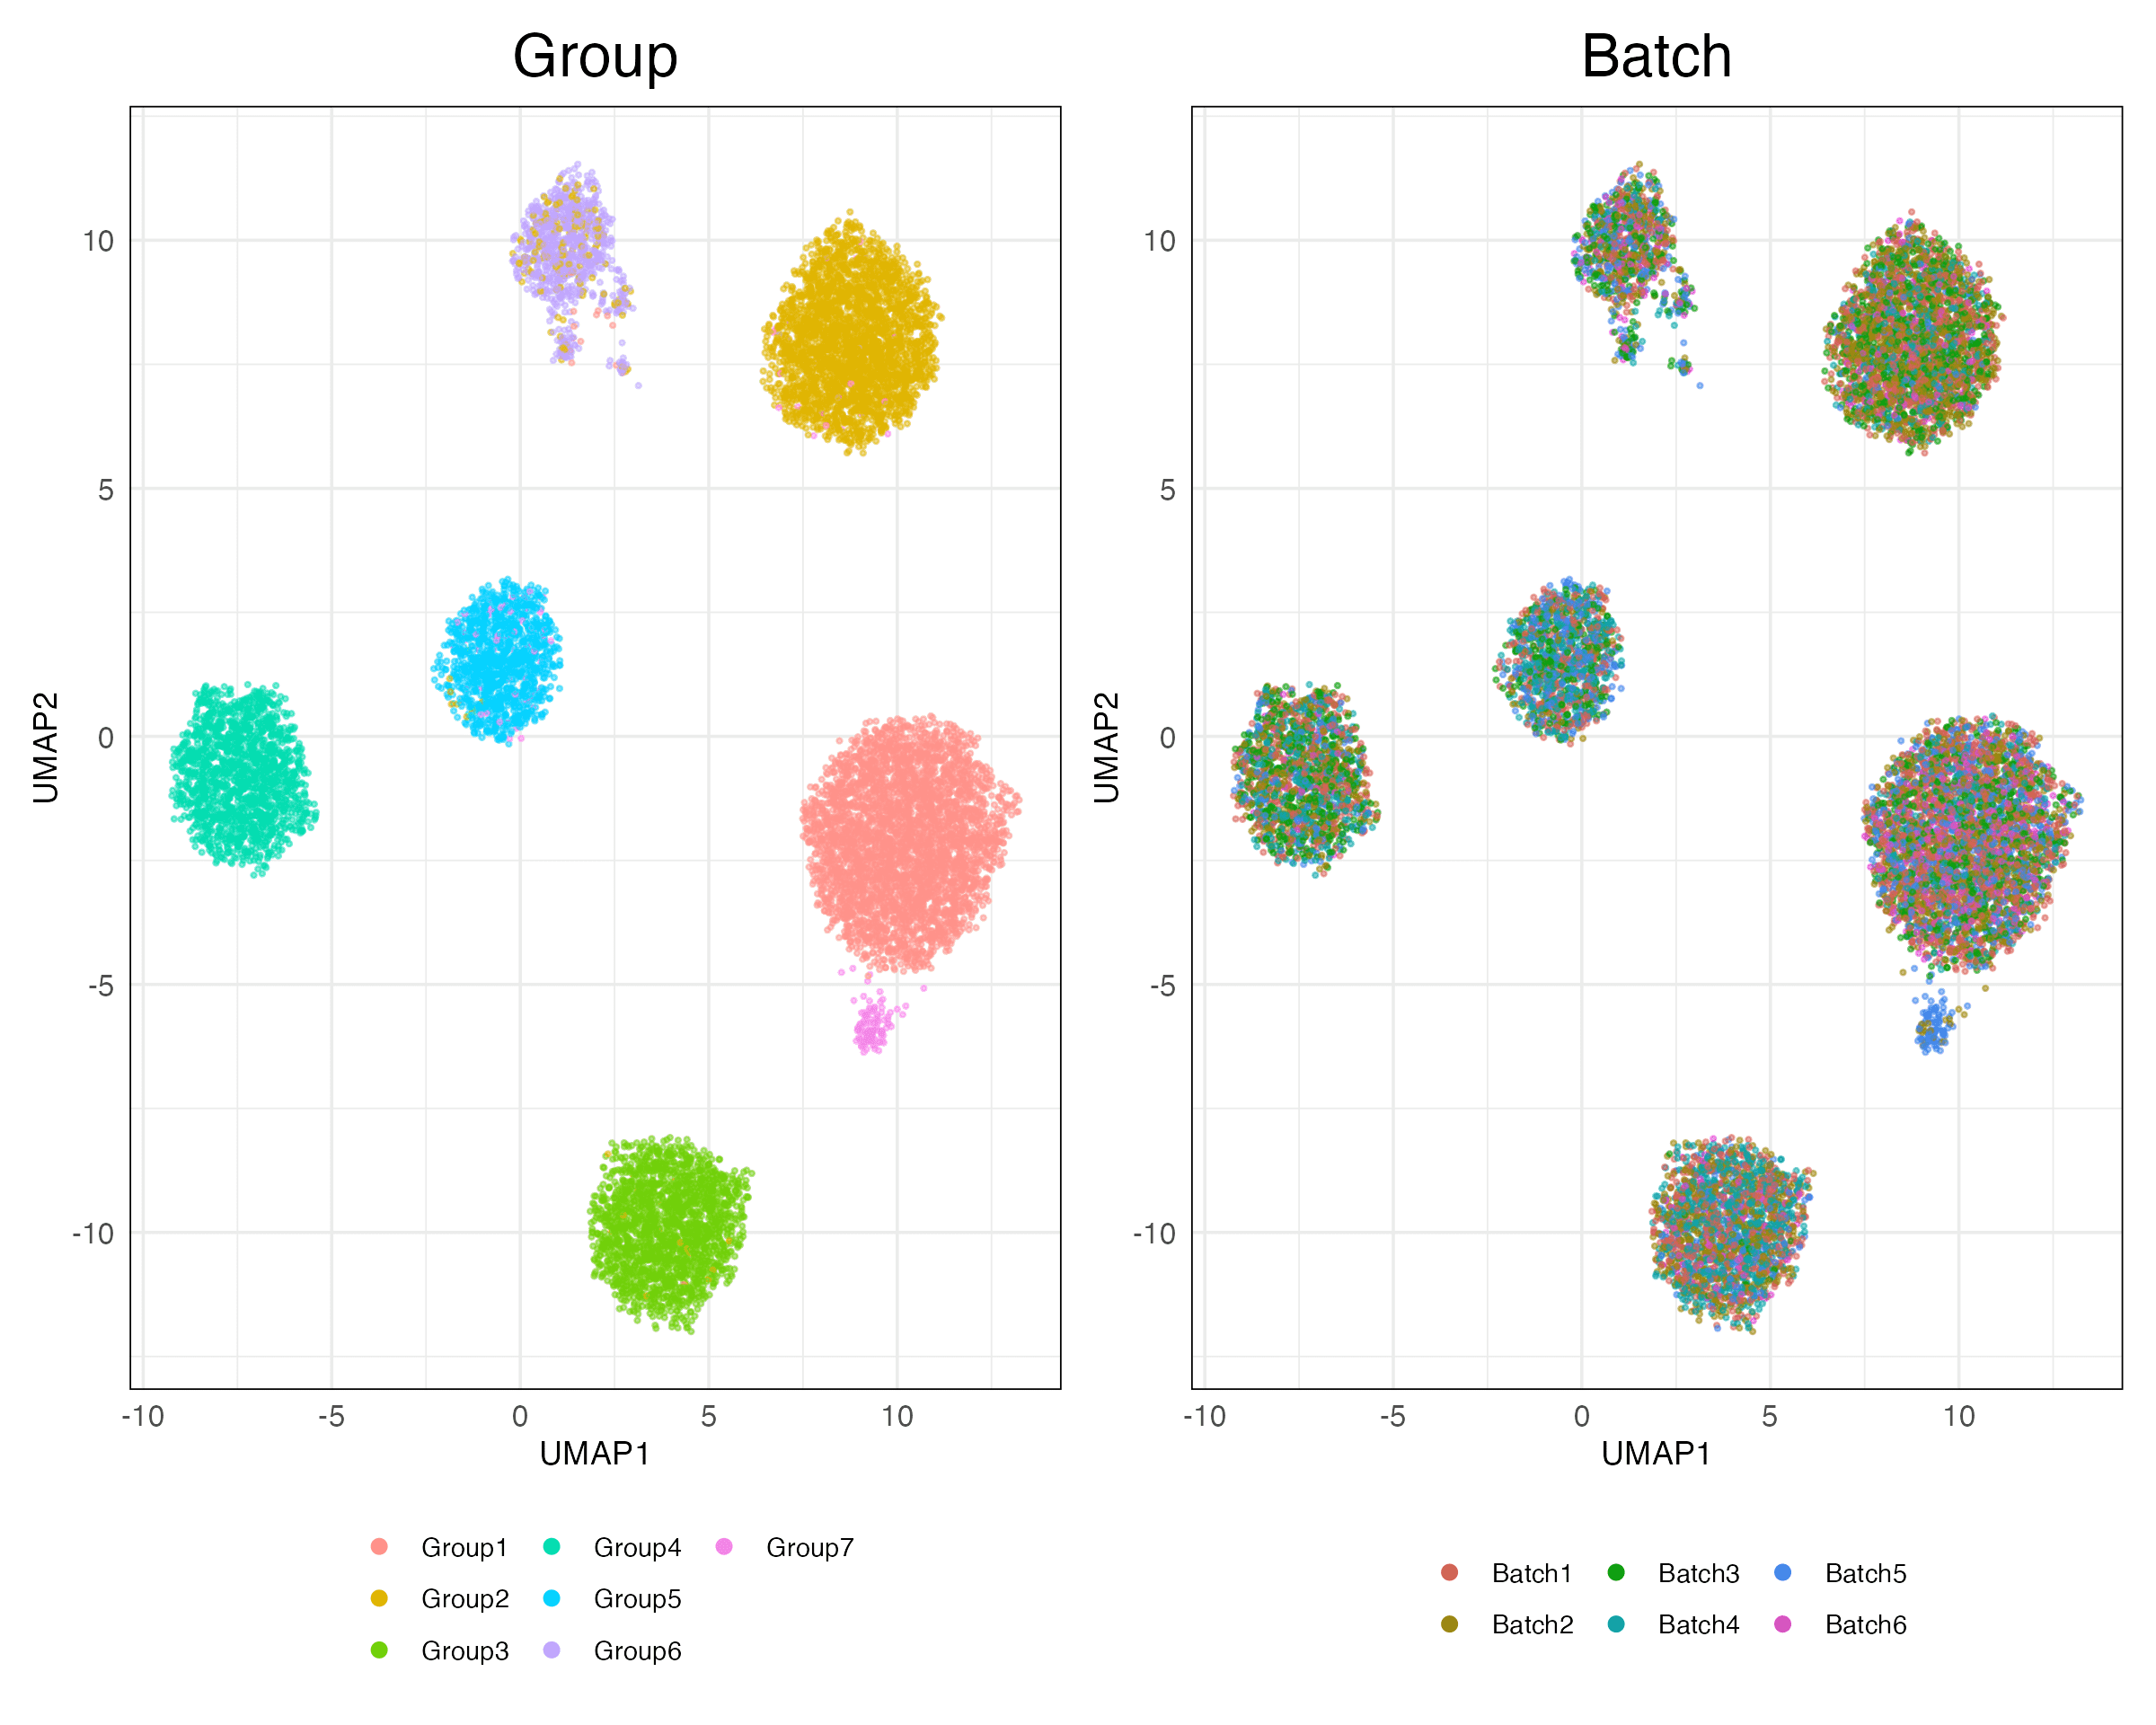 Group
Batch
10
5
0
-5
-10
UMAP2
-10 -5 0 5 10
UMAP1
10
5
0
-5
-10
UMAP2
-10 -5 0 5 10
UMAP1
Group1 Group4 Group7
Group2 Group5
Group3 Group6
Batch1 Batch3 Batch5
Batch2 Batch4 Batch6